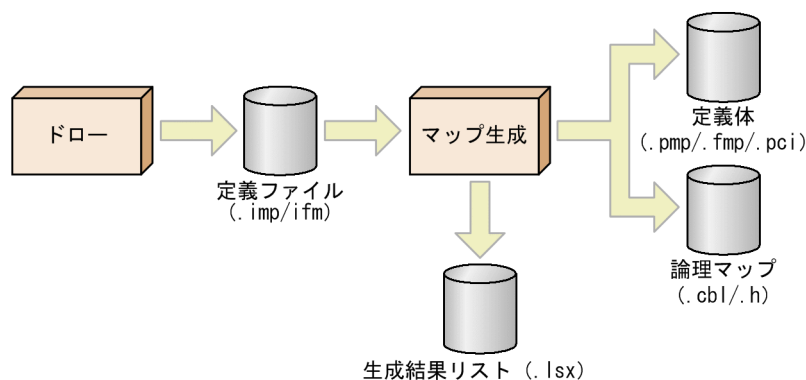 ドロー
定義ファイル
(.imp/ifm)
マップ生成
定義体
(.pmp/.fmp/.pci)
論理マップ
(.cbl/.h)
生成結果リスト(.lsx)